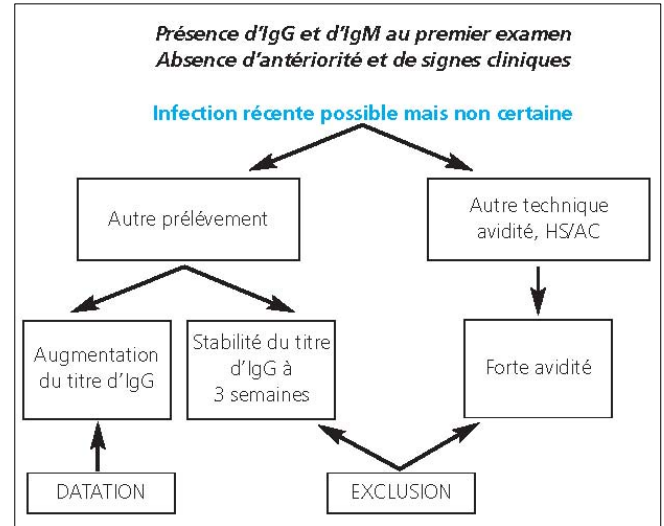 Présence d'IgG et d'IgM au premier examen
Absence d'antériorité et de signes cliniques
Infection récente possible mais non certaine
Autre prélévement
Autre technique
avidité, HS/AC
Augmentation
du titre d'IgG
Stabilité du titre
d'IgG à
3 semaines
Forte avidité
DATATION
EXCLUSION